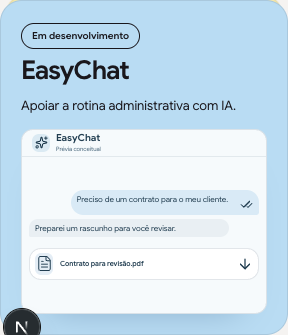 Em desenvolvimento
EasyChat
Apoiar a rotina administrativa com IA.
EasyChat
Prévia conceitual
Preciso de um contrato para o meu cliente.
Preparei um rascunho para você revisar.
Contrato para revisão.pdf
N